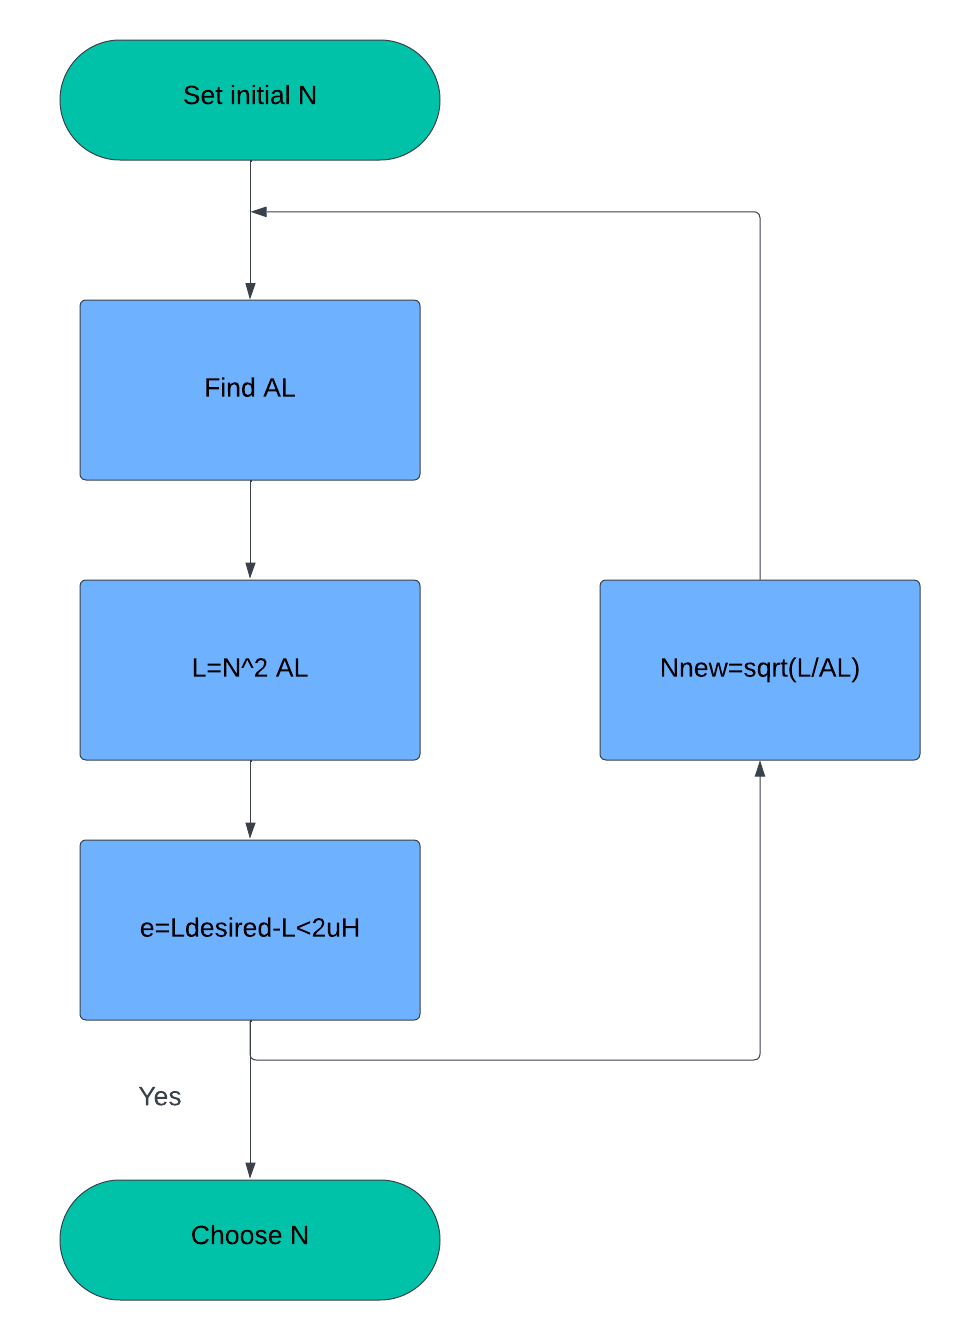 Set initial N
Find AL
L=N^2 AL
Nnew=sqrt(L/AL)
e=Ldesired-L<2uH
Yes
Choose N